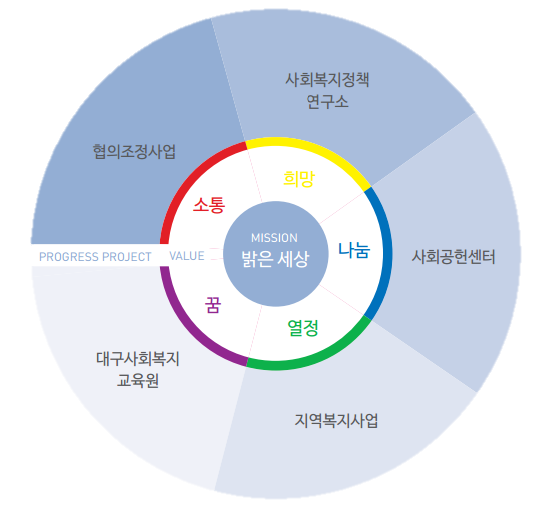 사회복지정책
연구소
협의조정사업
희망
소통
MISSION
밝은 세상
나눔
사회공헌센터
PROGRESS PROJECT
VALUE
꿈
열정
대구사회복지
교육원
지역복지사업